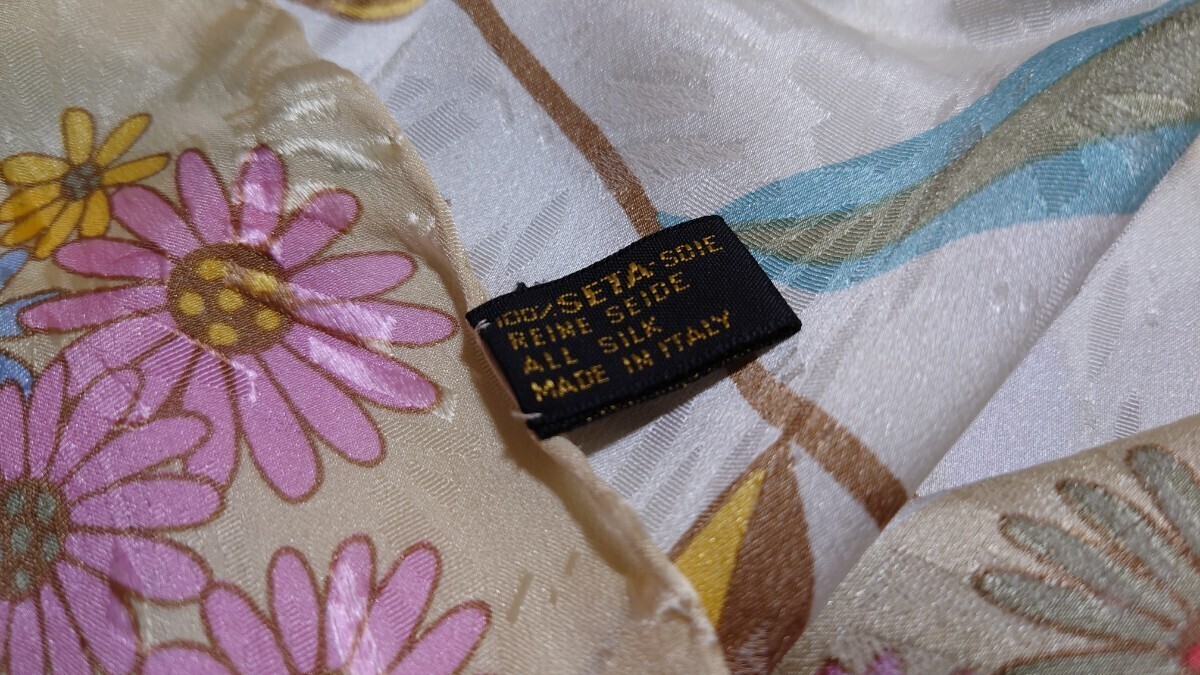 100% SETA-SOIE
REINE SEIDE
ALL SILK
MADE IN ITALY